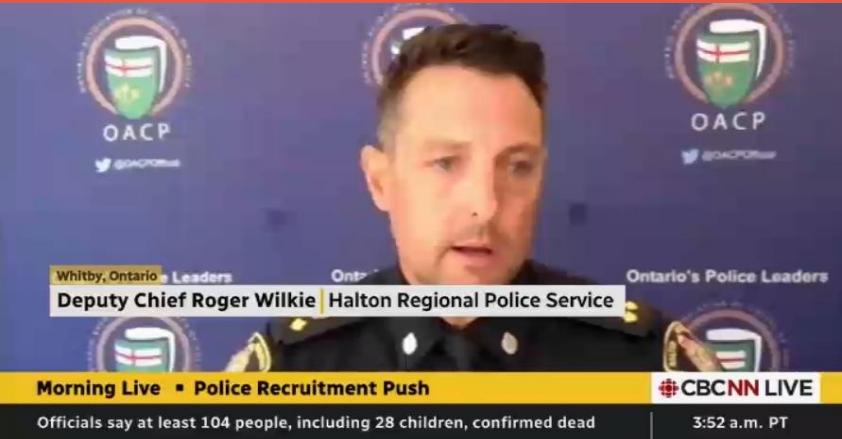 OACP
@OACPOfficial
OACP
@OACPOfficial
Whitby, Ontario
e Leaders
Onta
Ontario's Police Leaders
Deputy Chief Roger Wilkie | Halton Regional Police Service
Morning Live ▪ Police Recruitment Push
CBCNN LIVE
Officials say at least 104 people, including 28 children, confirmed dead
3:52 a.m. PT